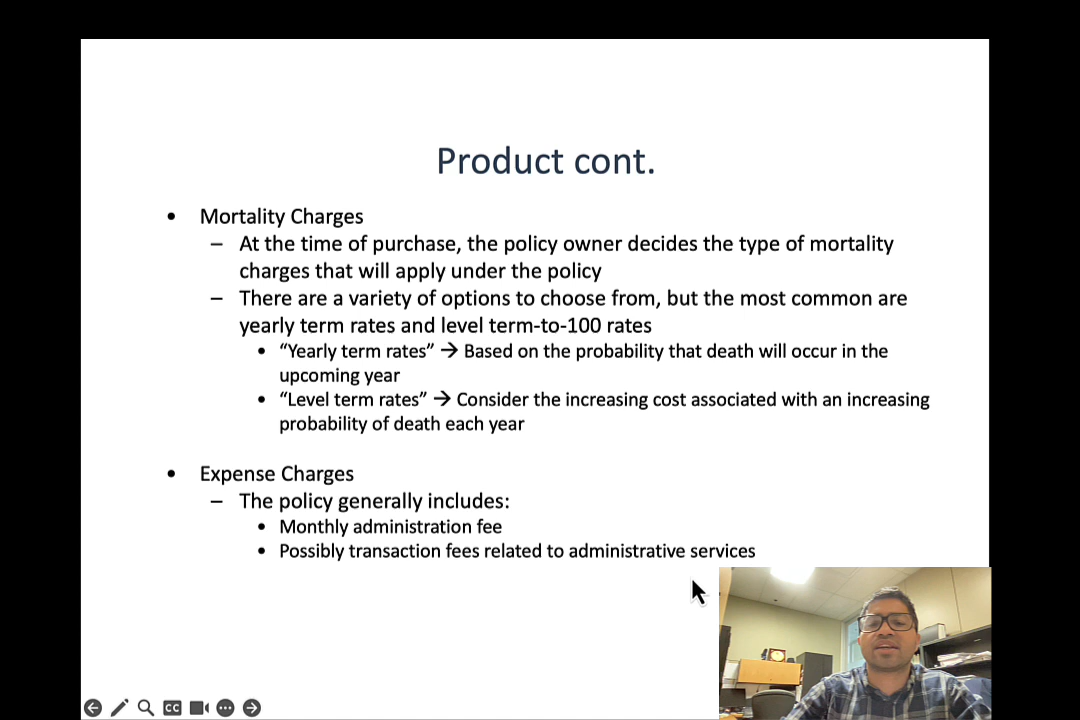 Product cont.
• Mortality Charges
– At the time of purchase, the policy owner decides the type of mortality
charges that will apply under the policy
– There are a variety of options to choose from, but the most common are
yearly term rates and level term-to-100 rates
• “Yearly term rates” → Based on the probability that death will occur in the
upcoming year
• “Level term rates” → Consider the increasing cost associated with an increasing
probability of death each year
• Expense Charges
– The policy generally includes:
• Monthly administration fee
• Possibly transaction fees related to administrative services
CC